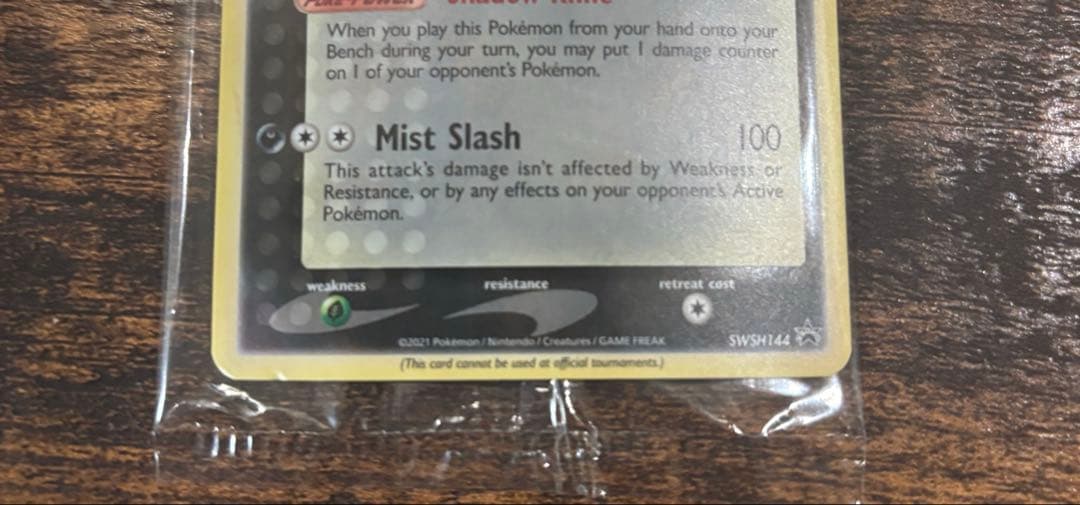 When you play this Pokémon from your hand onto your
Bench during your turn, you may put 1 damage counter
on 1 of your opponent's Pokémon.
Mist Slash 100
This attack's damage isn't affected by Weakness or
Resistance, or by any effects on your opponent's Active
Pokémon.
weakness resistance retreat cost
©2021 Pokémon / Nintendo / Creatures / GAME FREAK SWSH144
(This card cannot be used at official tournaments.)